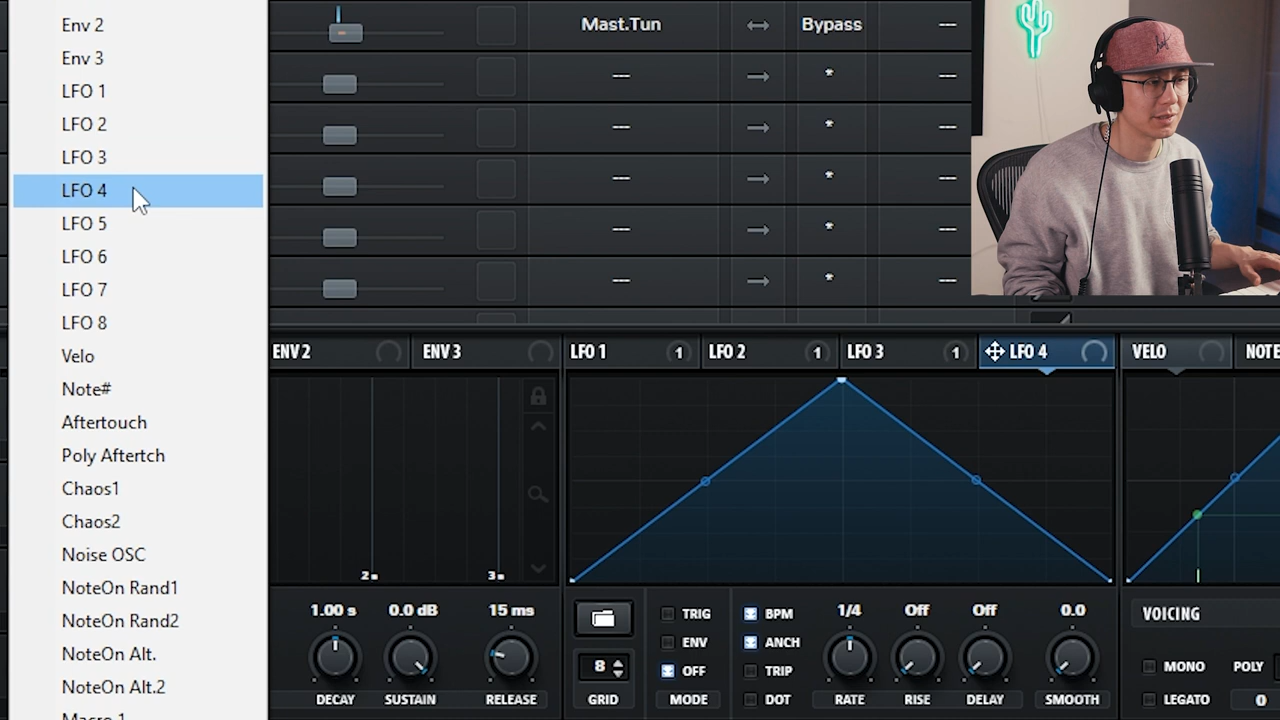 Env 2
Env 3
LFO 1
LFO 2
LFO 3
LFO 4
LFO 5
LFO 6
LFO 7
LFO 8
Velo
Note#
Aftertouch
Poly Aftertch
Chaos1
Chaos2
Noise OSC
NoteOn Rand1
NoteOn Rand2
NoteOn Alt.
NoteOn Alt.2
Macro 1
Mast.Tun Bypass --
-- * --
-- * --
-- * --
-- * --
-- * --
ENV 2 ENV 3 LFO 1 1 LFO 2 1 LFO 3 1 LFO 4 VELO NOTE
2s 3s
1.00 s 0.0 dB 15 ms
DECAY SUSTAIN RELEASE
8
GRID
TRIG
ENV
OFF
MODE
BPM
ANCH
TRIP
DOT
1/4 Off Off 0.0
RATE RISE DELAY SMOOTH
VOICING
MONO POLY
LEGATO 0